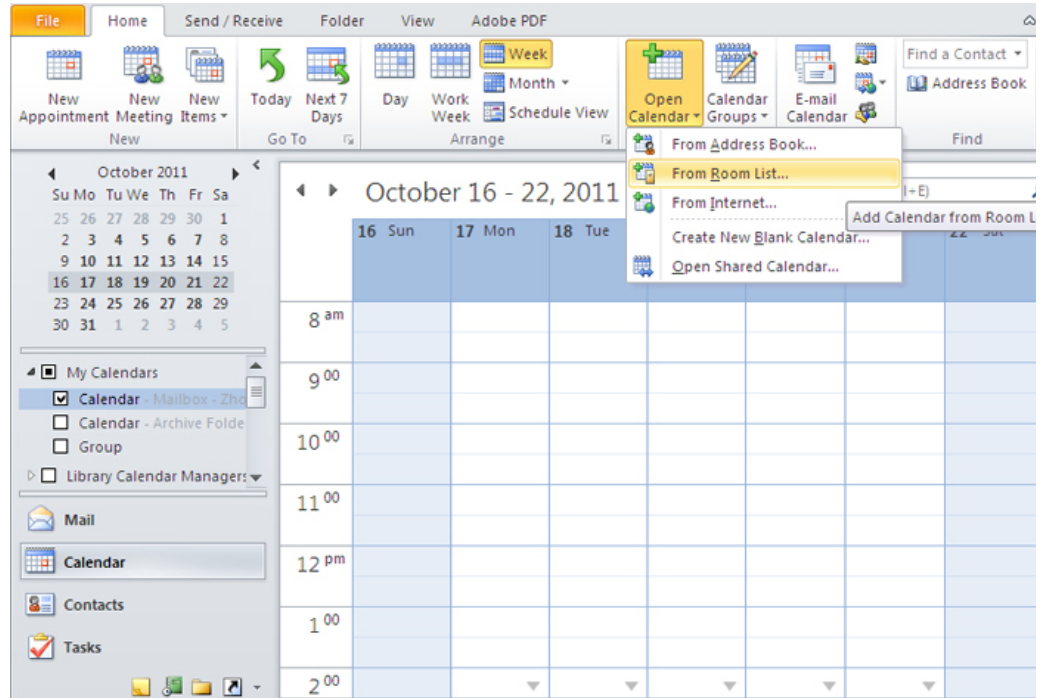 File Home Send / Receive Folder View Adobe PDF
New Appointment
New Meeting
New Items
New
Today
Next 7 Days
Go To
Day
Work Week
Week
Month
Schedule View
Arrange
Open Calendar
Calendar Groups
E-mail Calendar
Find a Contact
Address Book
Find
From Address Book...
From Room List...
From Internet...
Create New Blank Calendar...
Open Shared Calendar...
Add Calendar from Room L
+E)
October 2011
Su Mo Tu We Th Fr Sa
25 26 27 28 29 30 1
2 3 4 5 6 7 8
9 10 11 12 13 14 15
16 17 18 19 20 21 22
23 24 25 26 27 28 29
30 31 1 2 3 4 5
My Calendars
Calendar - Mailbox - Zho
Calendar - Archive Folde
Group
Library Calendar Managers
Mail
Calendar
Contacts
Tasks
October 16 - 22, 2011
16 Sun 17 Mon 18 Tue 22 Sat
8 am
9 00
10 00
11 00
12 pm
1 00
2 00